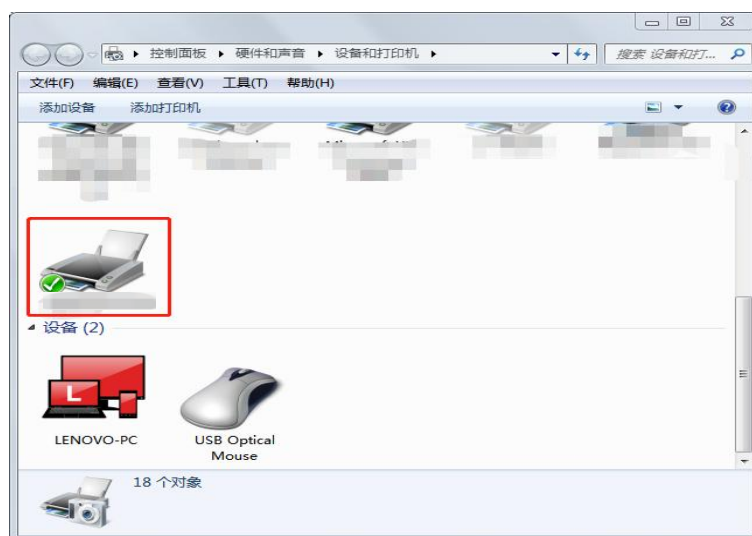 控制面板 ▸ 硬件和声音 ▸ 设备和打印机 ▸
搜索 设备和打...
文件(F) 编辑(E) 查看(V) 工具(T) 帮助(H)
添加设备 添加打印机
设备 (2)
LENOVO-PC
USB Optical
Mouse
18 个对象